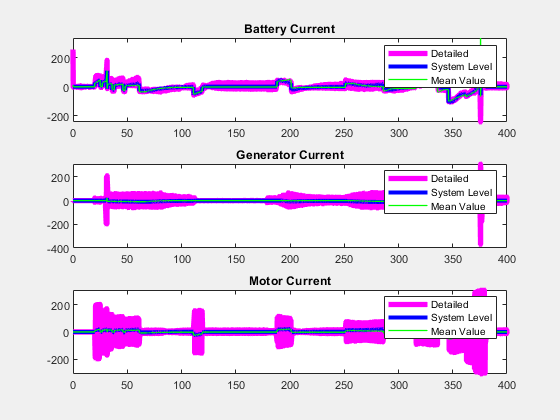 Battery Current
200
0
-200
Detailed
System Level
Mean Value
0 50 100 150 200 250 300 350 400
Generator Current
200
0
-200
-400
Detailed
System Level
Mean Value
0 50 100 150 200 250 300 350 400
Motor Current
200
0
-200
Detailed
System Level
Mean Value
0 50 100 150 200 250 300 350 400